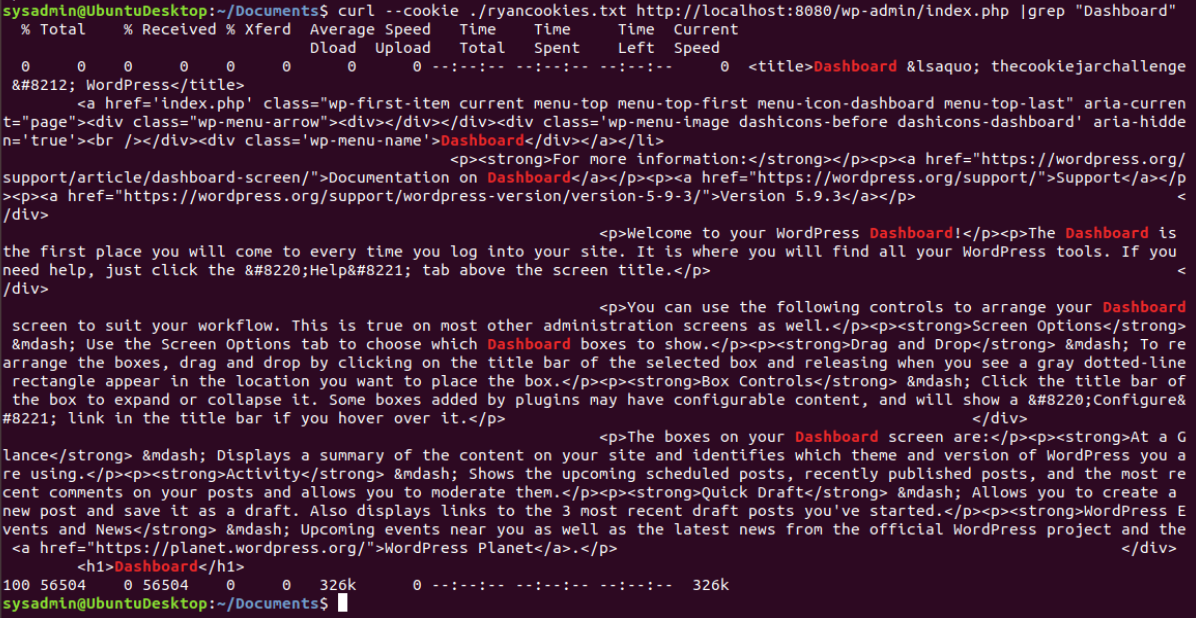 sysadmin@UbuntuDesktop:~/Documents$ curl --cookie ./ryancookies.txt http://localhost:8080/wp-admin/index.php |grep "Dashboard"
  % Total    % Received % Xferd  Average Speed   Time    Time     Time  Current
                                 Dload  Upload   Total   Spent    Left  Speed
  0     0    0     0    0     0      0      0 --:--:-- --:--:-- --:--:--     0  <title>Dashboard &lsaquo; thecookiejarchallenge
 &#8212; WordPress</title>
        <a href='index.php' class="wp-first-item current menu-top menu-top-first menu-icon-dashboard menu-top-last" aria-curren
t="page"><div class="wp-menu-arrow"><div></div></div><div class='wp-menu-image dashicons-before dashicons-dashboard' aria-hidde
n='true'><br /></div><div class='wp-menu-name'>Dashboard</div></a></li>
                                                <p><strong>For more information:</strong></p><p><a href="https://wordpress.org/
support/article/dashboard-screen/">Documentation on Dashboard</a></p><p><a href="https://wordpress.org/support/">Support</a></p
><p><a href="https://wordpress.org/support/wordpress-version/version-5-9-3/">Version 5.9.3</a></p>                            <
/div>
                                                                <p>Welcome to your WordPress Dashboard!</p><p>The Dashboard is
the first place you will come to every time you log into your site. It is where you will find all your WordPress tools. If you
need help, just click the &#8220;Help&#8221; tab above the screen title.</p>                                                  <
/div>
                                                                <p>You can use the following controls to arrange your Dashboard
 screen to suit your workflow. This is true on most other administration screens as well.</p><p><strong>Screen Options</strong>
 &mdash; Use the Screen Options tab to choose which Dashboard boxes to show.</p><p><strong>Drag and Drop</strong> &mdash; To re
arrange the boxes, drag and drop by clicking on the title bar of the selected box and releasing when you see a gray dotted-line
 rectangle appear in the location you want to place the box.</p><p><strong>Box Controls</strong> &mdash; Click the title bar of
 the box to expand or collapse it. Some boxes added by plugins may have configurable content, and will show a &#8220;Configure&
#8221; link in the title bar if you hover over it.</p>                                                  </div>
                                                                <p>The boxes on your Dashboard screen are:</p><p><strong>At a G
lance</strong> &mdash; Displays a summary of the content on your site and identifies which theme and version of WordPress you a
re using.</p><p><strong>Activity</strong> &mdash; Shows the upcoming scheduled posts, recently published posts, and the most re
cent comments on your posts and allows you to moderate them.</p><p><strong>Quick Draft</strong> &mdash; Allows you to create a
new post and save it as a draft. Also displays links to the 3 most recent draft posts you've started.</p><p><strong>WordPress E
vents and News</strong> &mdash; Upcoming events near you as well as the latest news from the official WordPress project and the
 <a href="https://planet.wordpress.org/">WordPress Planet</a>.</p>                                                      </div>
        <h1>Dashboard</h1>
100 56504    0 56504    0     0   326k      0 --:--:-- --:--:-- --:--:--  326k
sysadmin@UbuntuDesktop:~/Documents$